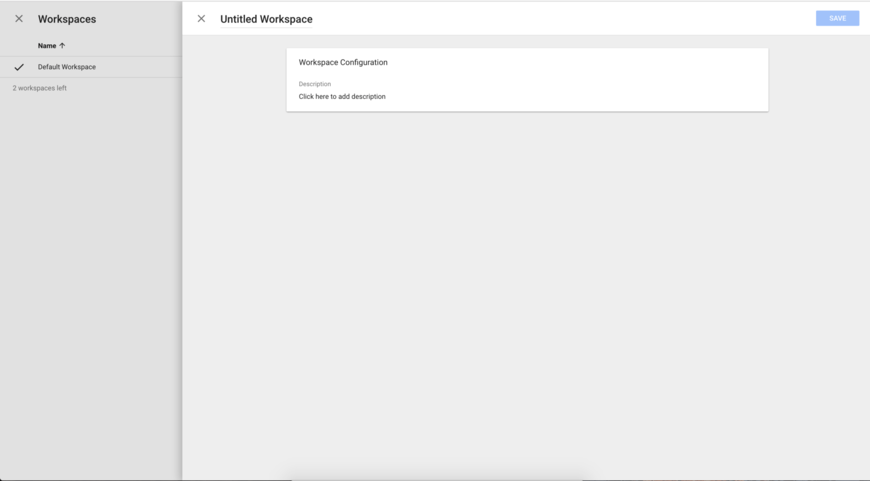 Workspaces
Name ↑
Default Workspace
2 workspaces left
Untitled Workspace
SAVE
Workspace Configuration
Description
Click here to add description